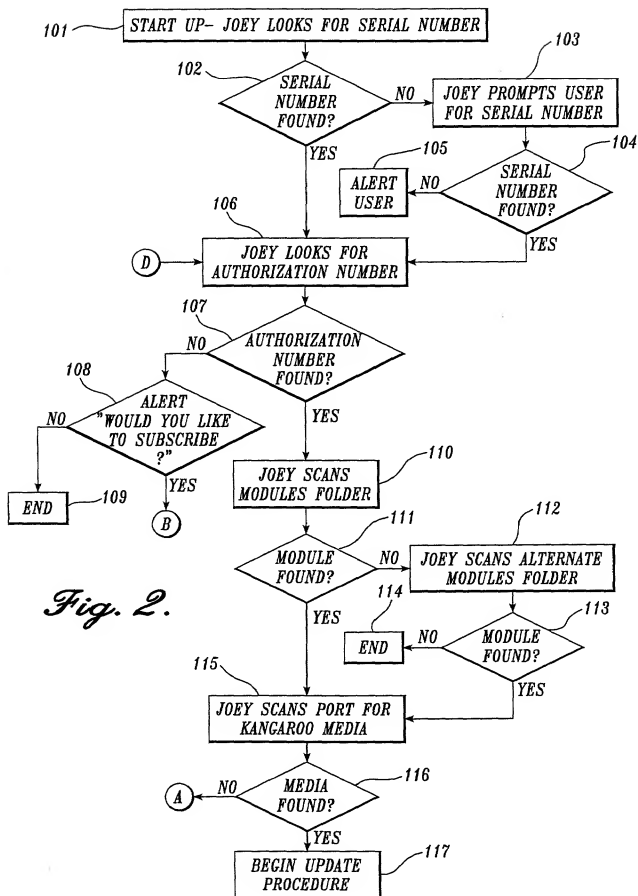 101
START UP- JOEY LOOKS FOR SERIAL NUMBER
102
SERIAL
NUMBER
FOUND?
NO
YES
103
JOEY PROMPTS USER
FOR SERIAL NUMBER
104
SERIAL
NUMBER
FOUND?
NO
YES
105
ALERT
USER
106
D
JOEY LOOKS FOR
AUTHORIZATION NUMBER
107
AUTHORIZATION
NUMBER
FOUND?
NO
YES
108
ALERT
"WOULD YOU LIKE
TO SUBSCRIBE
?"
NO
YES
END
109
B
110
JOEY SCANS
MODULES FOLDER
111
MODULE
FOUND?
NO
YES
112
JOEY SCANS ALTERNATE
MODULES FOLDER
113
MODULE
FOUND?
NO
YES
114
END
Fig. 2.
115
JOEY SCANS PORT FOR
KANGAROO MEDIA
116
MEDIA
FOUND?
NO
A
YES
117
BEGIN UPDATE
PROCEDURE